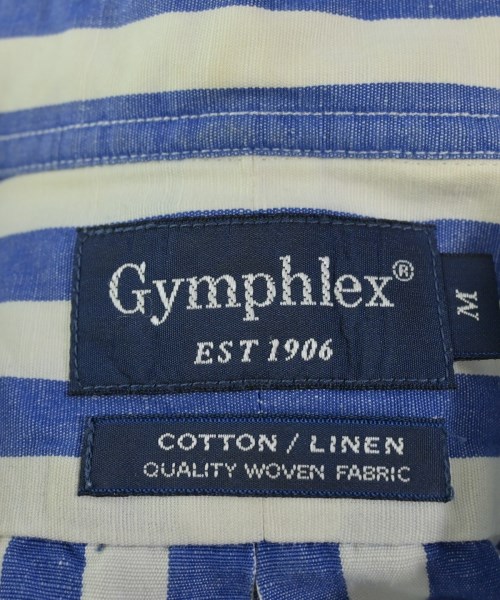 Gymphlex®
EST 1906
M
COTTON / LINEN
QUALITY WOVEN FABRIC